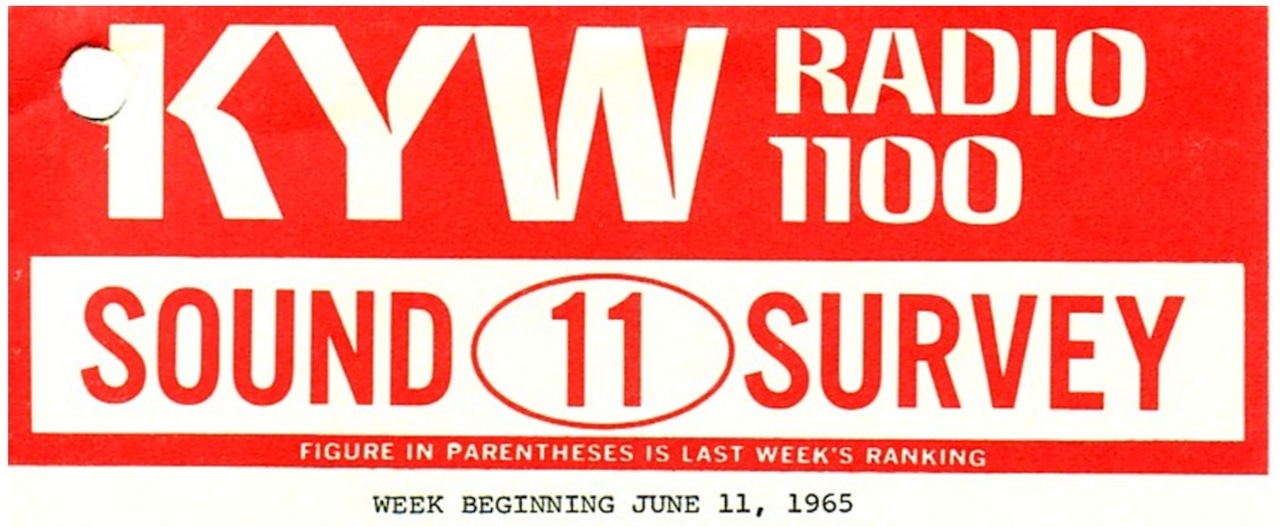 KYW RADIO
1100
SOUND 11 SURVEY
FIGURE IN PARENTHESES IS LAST WEEK'S RANKING
WEEK BEGINNING JUNE 11, 1965